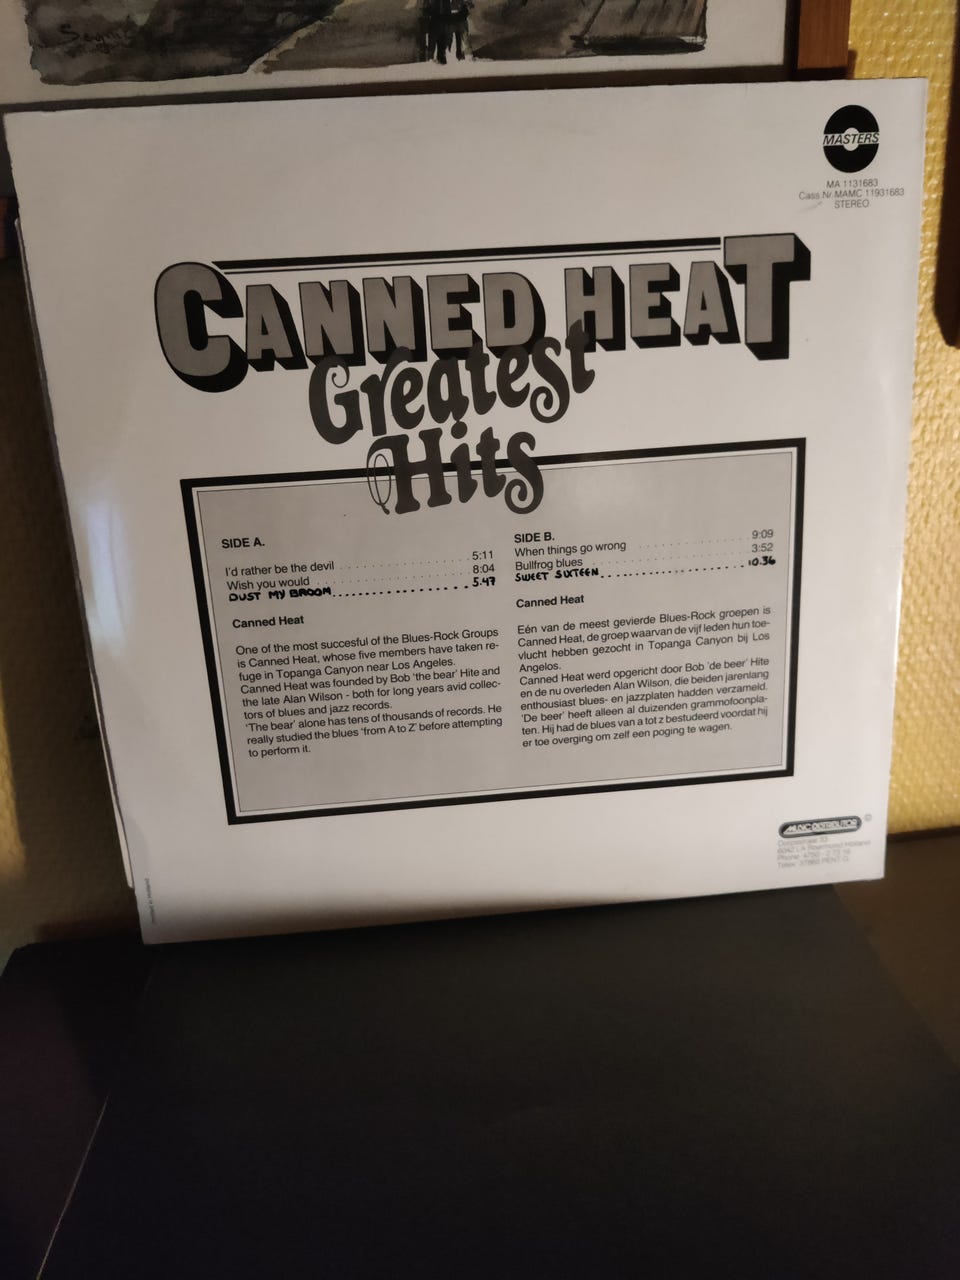 MASTERS
MA 1131683
Cass.Nr. MAMC 11931683
STEREO
CANNED HEAT
Greatest
Hits
SIDE A.
I'd rather be the devil . . . . . . . . . . . . . . . . . 5:11
Wish you would . . . . . . . . . . . . . . . . . . . . 8:04
DUST MY BROOM.................. 5.47
Canned Heat
One of the most succesful of the Blues-Rock Groups
is Canned Heat, whose five members have taken re-
fuge in Topanga Canyon near Los Angeles.
Canned Heat was founded by Bob 'the bear' Hite and
the late Alan Wilson - both for long years avid collec-
tors of blues and jazz records.
'The bear' alone has tens of thousands of records. He
really studied the blues 'from A to Z' before attempting
to perform it.
SIDE B.
When things go wrong . . . . . . . . . . . . . . . . 9:09
Bullfrog blues . . . . . . . . . . . . . . . . . . . . . . 3:52
SWEET SIXTEEN..................... 10.36
Canned Heat
Eén van de meest gevierde Blues-Rock groepen is
Canned Heat, de groep waarvan de vijf leden hun toe-
vlucht hebben gezocht in Topanga Canyon bij Los
Angelos.
Canned Heat werd opgericht door Bob 'de beer' Hite
en de nu overleden Alan Wilson, die beiden jarenlang
enthousiast blues- en jazzplaten hadden verzameld.
'De beer' heeft alleen al duizenden grammofoonpla-
ten. Hij had de blues van a tot z bestudeerd voordat hij
er toe overging om zelf een poging te wagen.
MUSIC DISTRIBUTOR ©
6042 LA Roermond Holland
Printed in Holland